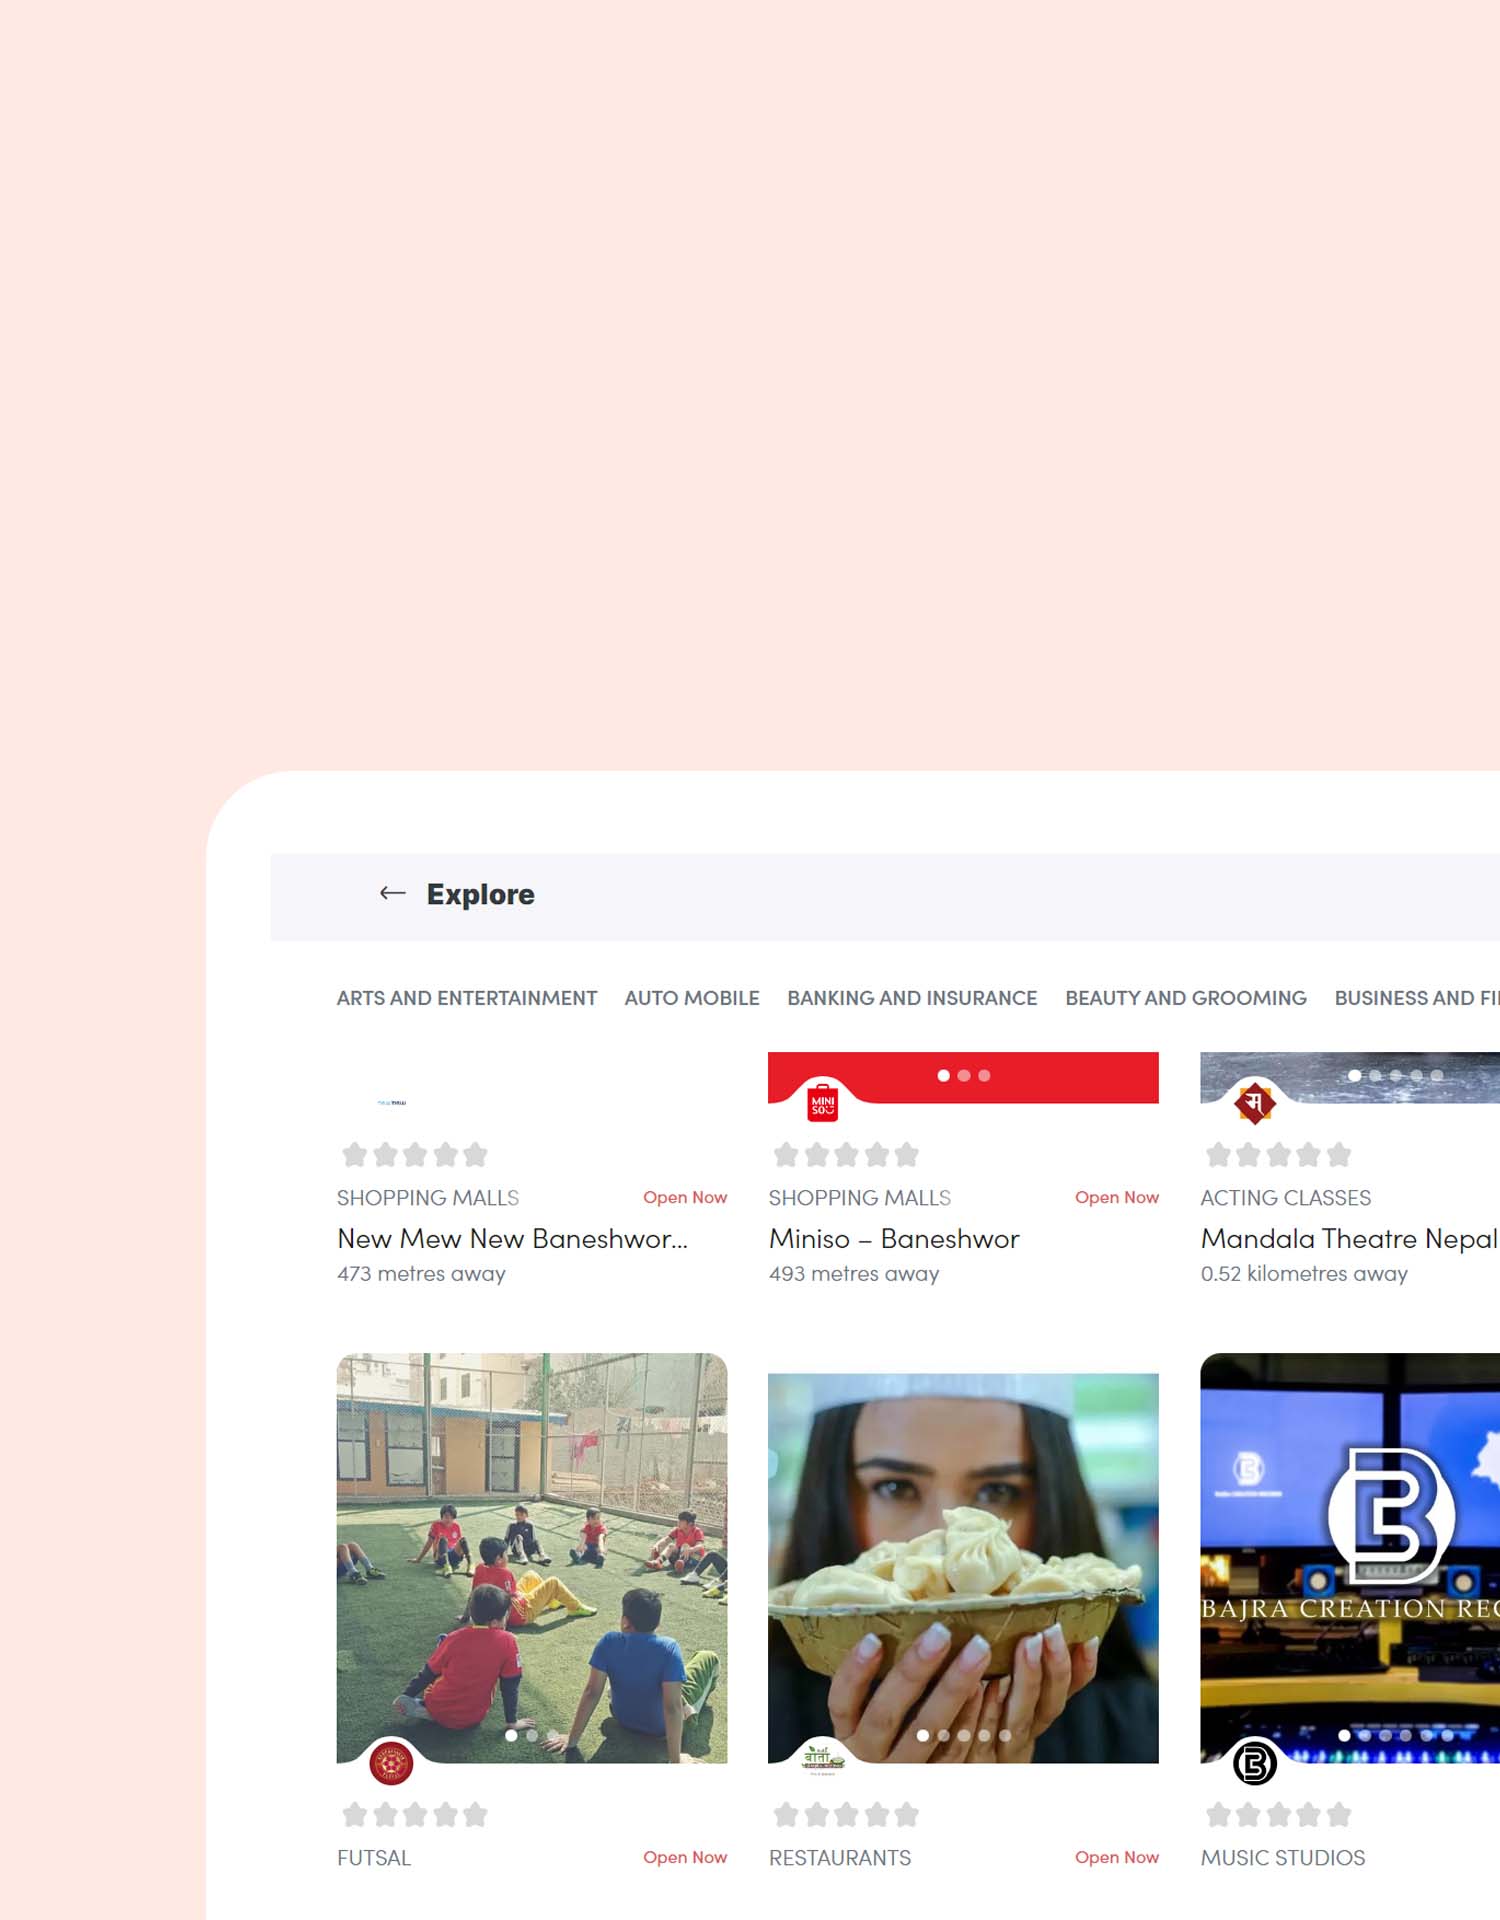 ← Explore
ARTS AND ENTERTAINMENT AUTO MOBILE BANKING AND INSURANCE BEAUTY AND GROOMING BUSINESS AND FI
MINI
SO
म
SHOPPING MALLS Open Now
SHOPPING MALLS Open Now
ACTING CLASSES
New Mew New Baneshwor...
Miniso – Baneshwor
Mandala Theatre Nepal
473 metres away
493 metres away
0.52 kilometres away
B
BAJRA CREATION REC
बार्ता
B
FUTSAL Open Now
RESTAURANTS Open Now
MUSIC STUDIOS